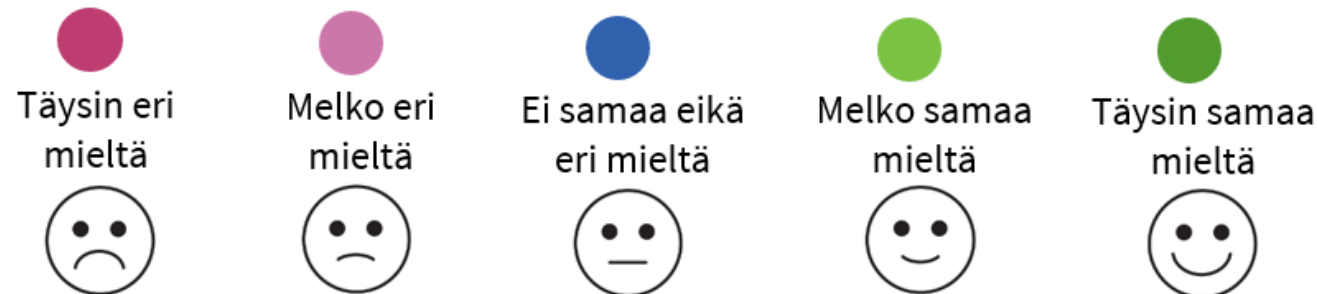 Täysin eri
mieltä
Melko eri
mieltä
Ei samaa eikä
eri mieltä
Melko samaa
mieltä
Täysin samaa
mieltä